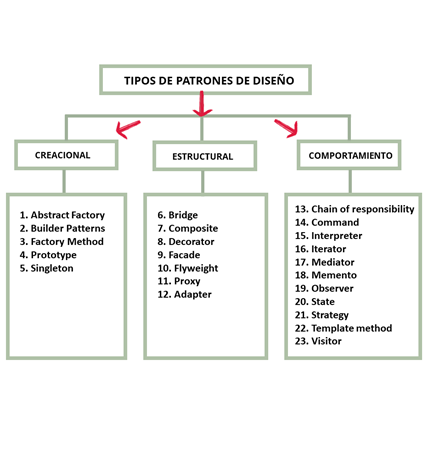 TIPOS DE PATRONES DE DISEÑO
CREACIONAL
1. Abstract Factory
2. Builder Patterns
3. Factory Method
4. Prototype
5. Singleton
ESTRUCTURAL
6. Bridge
7. Composite
8. Decorator
9. Facade
10. Flyweight
11. Proxy
12. Adapter
COMPORTAMIENTO
13. Chain of responsibility
14. Command
15. Interpreter
16. Iterator
17. Mediator
18. Memento
19. Observer
20. State
21. Strategy
22. Template method
23. Visitor